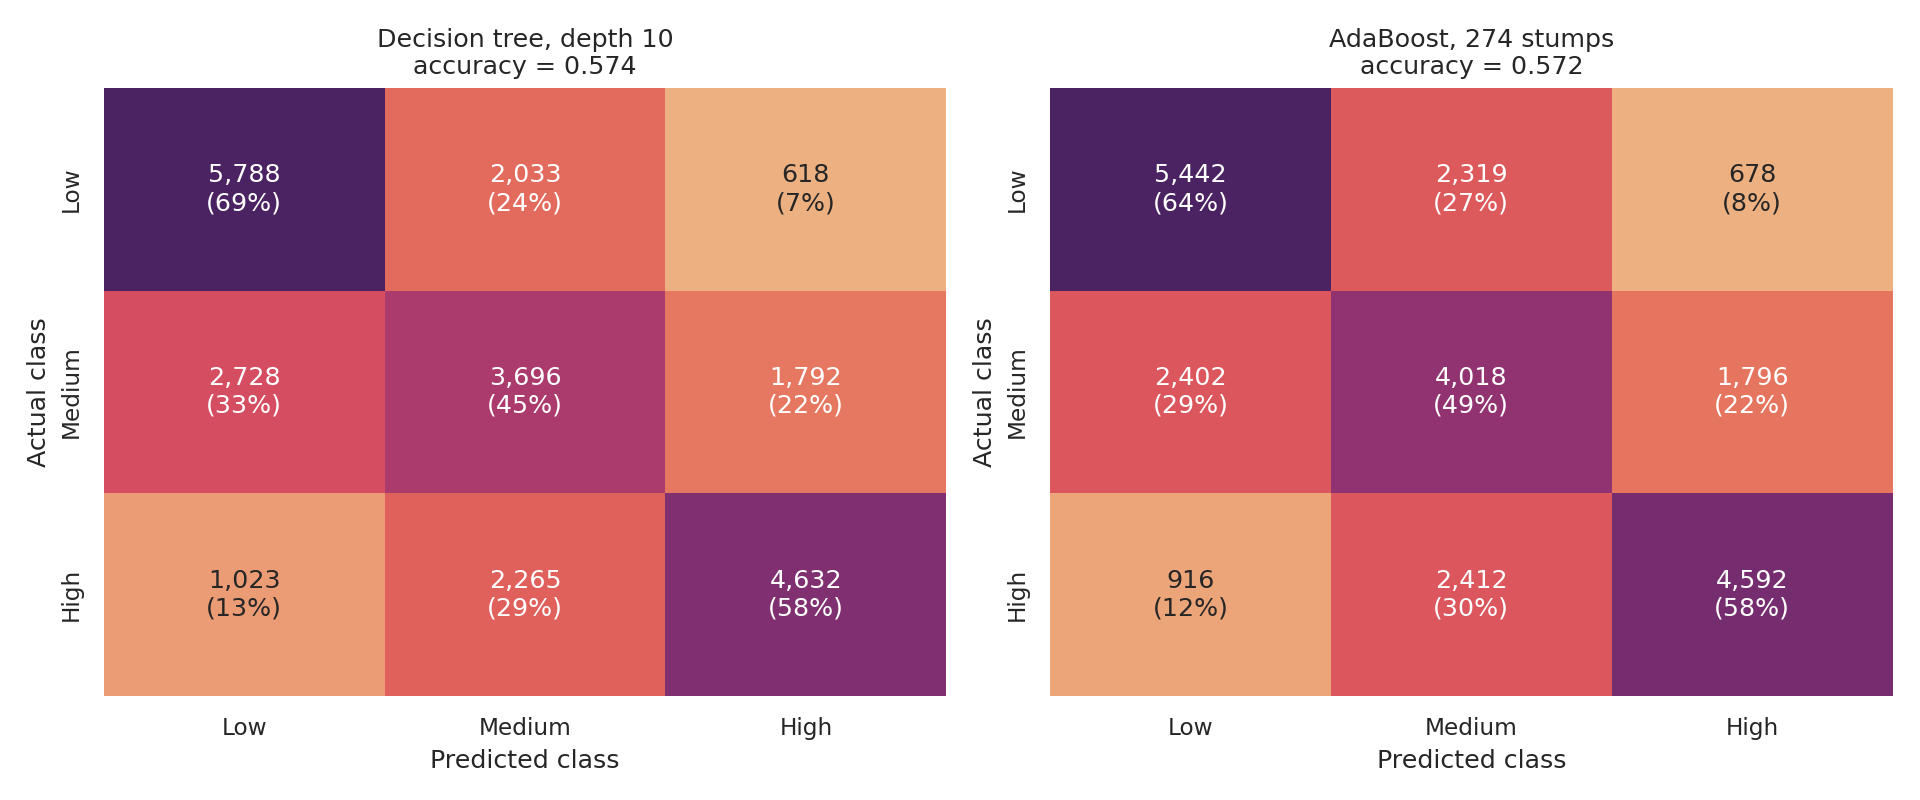 Decision tree, depth 10
accuracy = 0.574
Actual class
Low
5,788
(69%)
2,033
(24%)
618
(7%)
Medium
2,728
(33%)
3,696
(45%)
1,792
(22%)
High
1,023
(13%)
2,265
(29%)
4,632
(58%)
Low
Medium
High
Predicted class
AdaBoost, 274 stumps
accuracy = 0.572
Actual class
Low
5,442
(64%)
2,319
(27%)
678
(8%)
Medium
2,402
(29%)
4,018
(49%)
1,796
(22%)
High
916
(12%)
2,412
(30%)
4,592
(58%)
Low
Medium
High
Predicted class